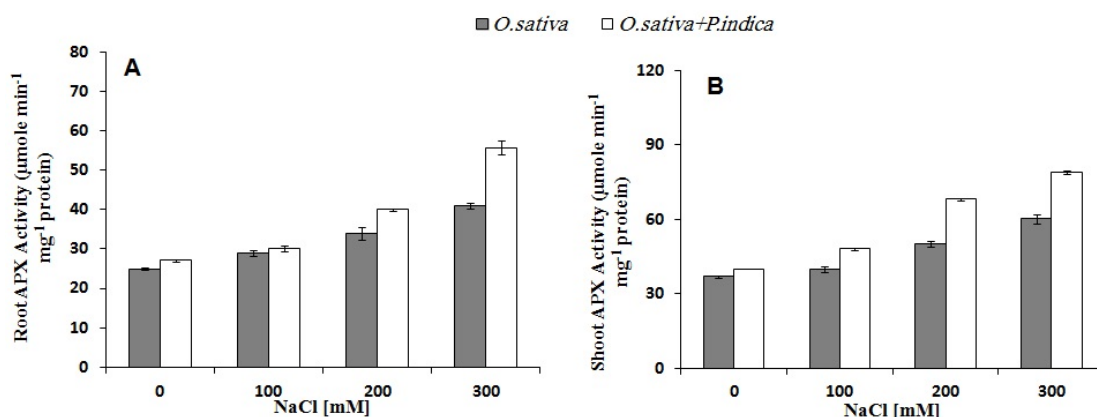 O.sativa O.sativa+P.indica
A
Root APX Activity (µmole min⁻¹
mg⁻¹ protein)
80
70
60
50
40
30
20
10
0
0 100 200 300
NaCl [mM]
B
Shoot APX Activity (µmole min⁻¹
mg⁻¹ protein)
120
90
60
30
0
0 100 200 300
NaCl [mM]